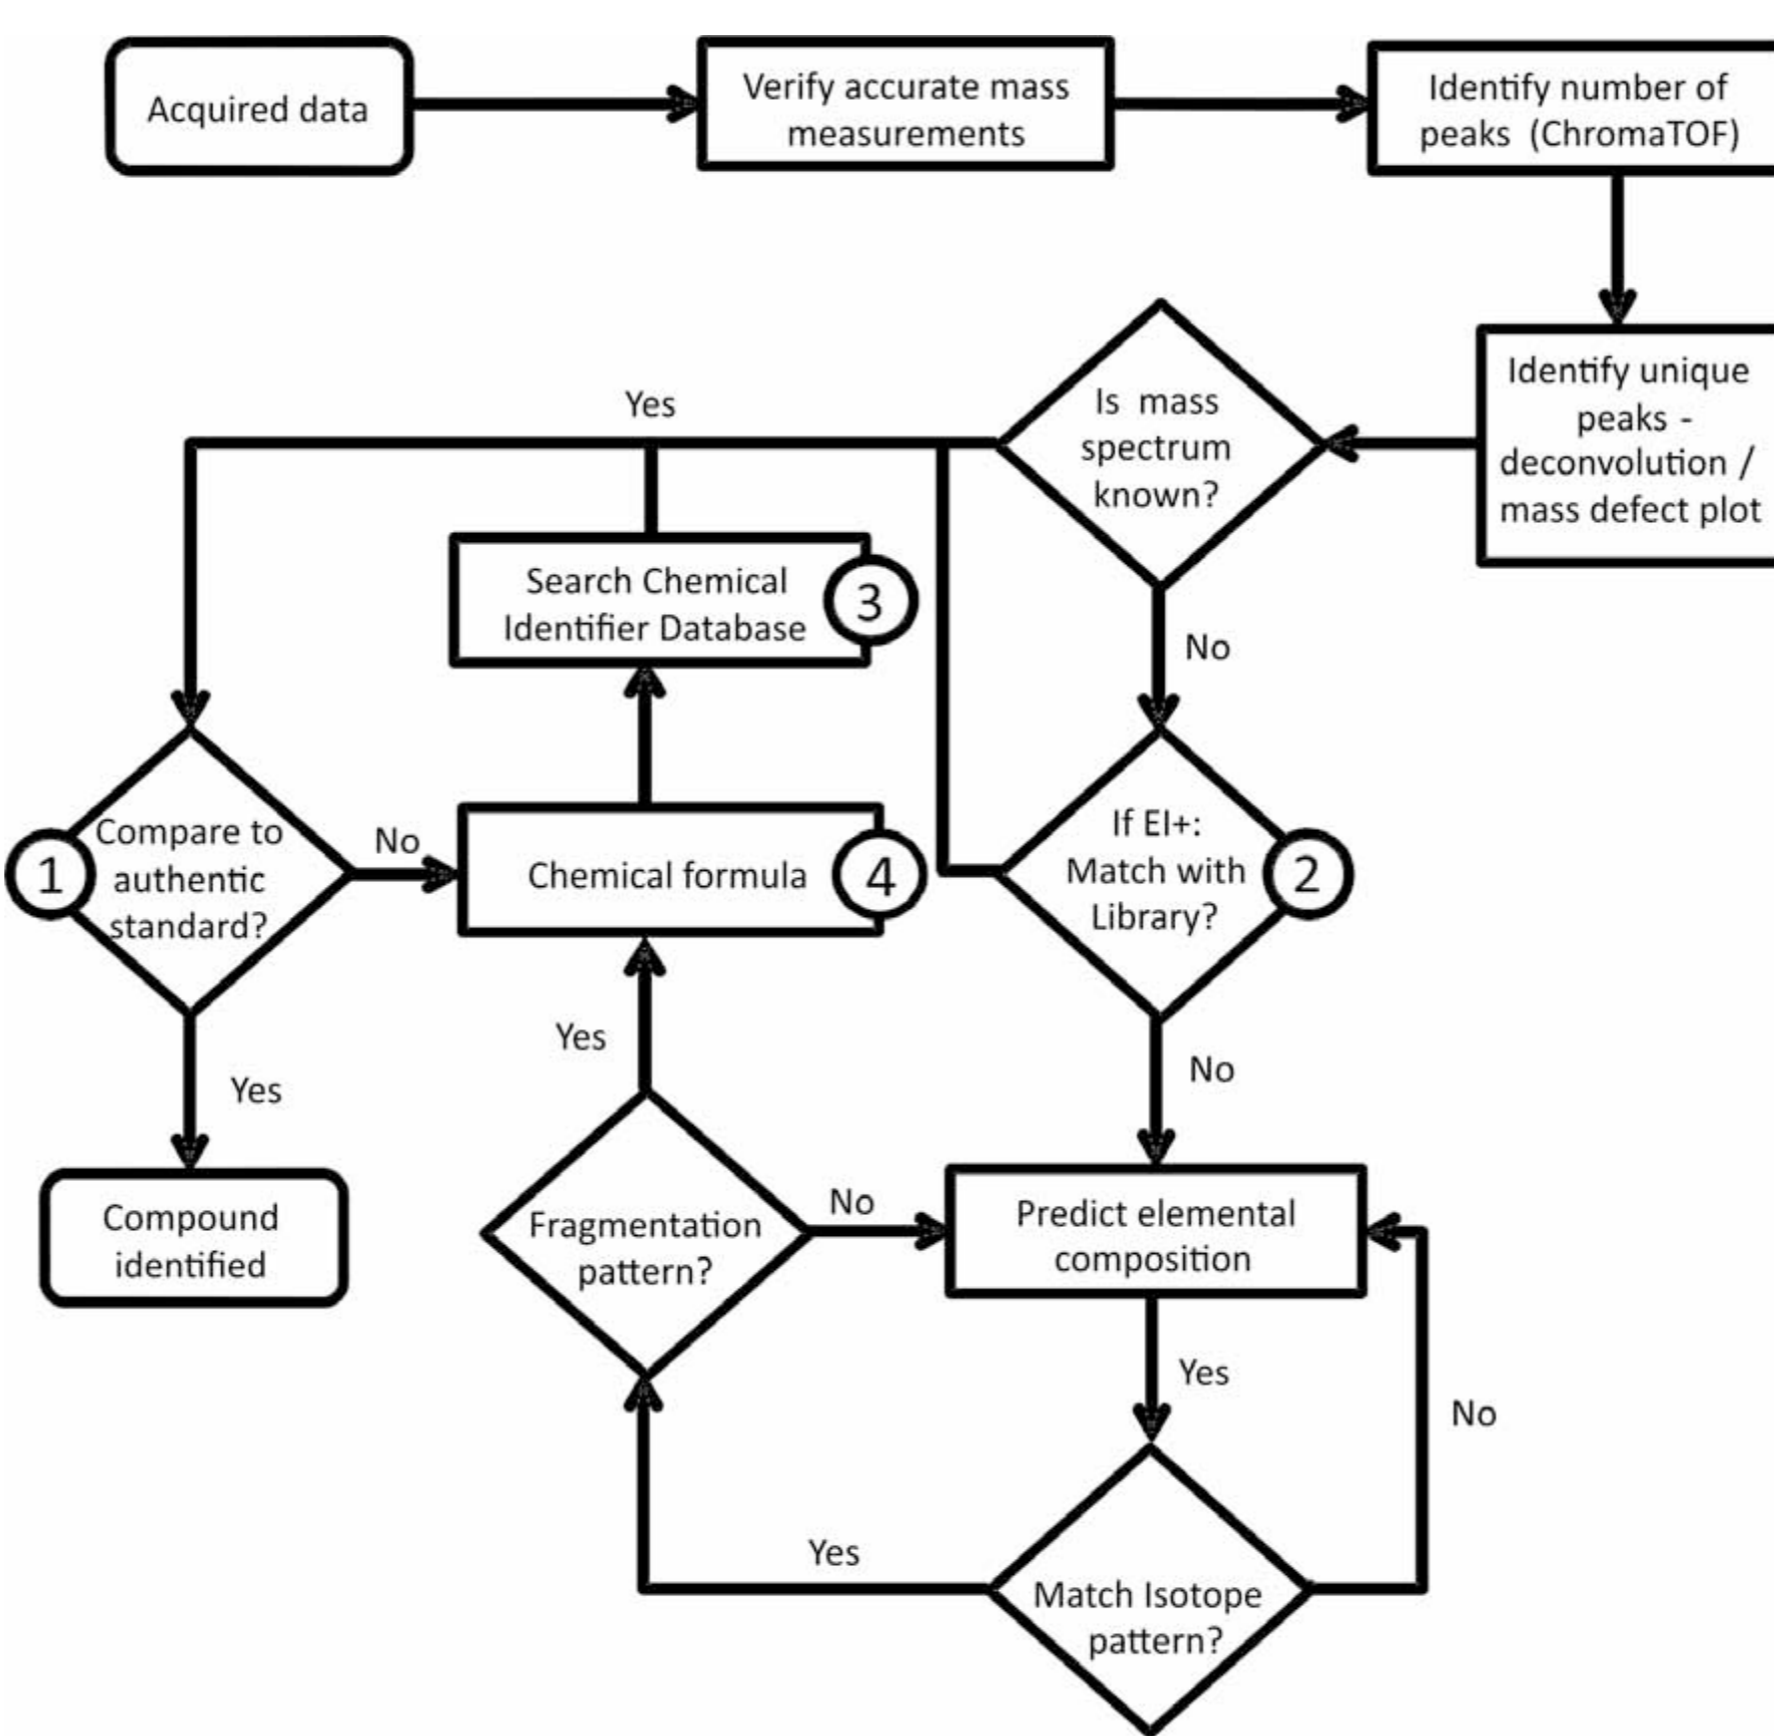 Acquired data
Verify accurate mass
measurements
Identify number of
peaks (ChromaTOF)
Identify unique
peaks -
deconvolution /
mass defect plot
Is mass
spectrum
known?
Yes
No
Search Chemical
Identifier Database
3
Compare to
authentic
standard?
1
No
Chemical formula
4
If EI+:
Match with
Library?
2
Yes
No
Yes
Compound
identified
Fragmentation
pattern?
No
Predict elemental
composition
Yes
No
Yes
Match Isotope
pattern?